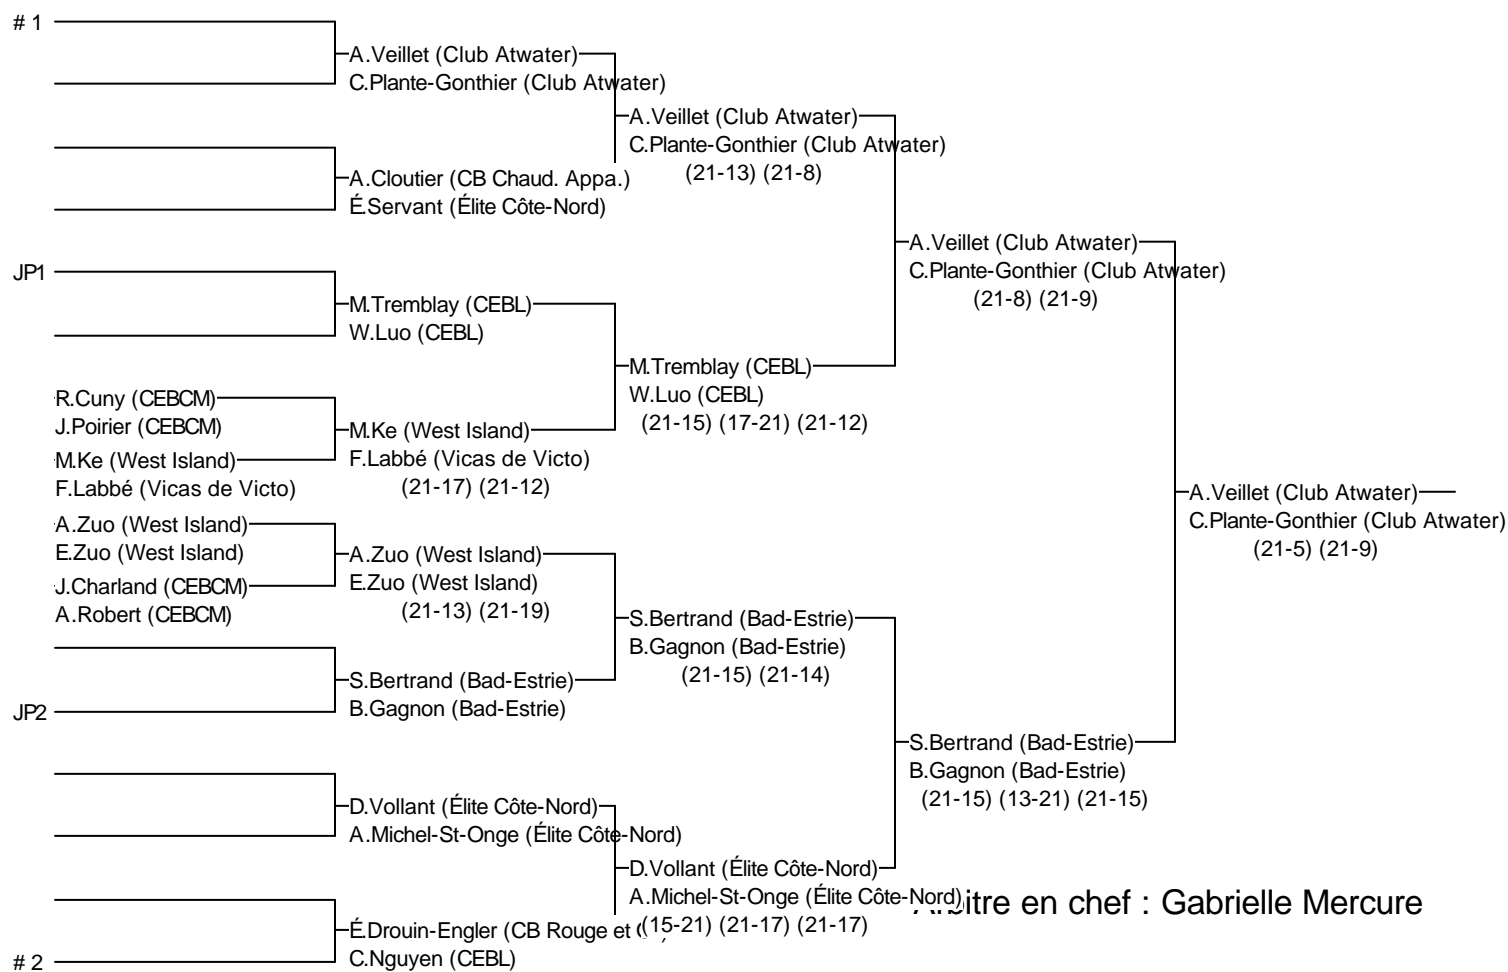 # 1
A.Veillet (Club Atwater)
C.Plante-Gonthier (Club Atwater)
A.Veillet (Club Atwater)
C.Plante-Gonthier (Club Atwater)
(21-13) (21-8)
A.Cloutier (CB Chaud. Appa.)
É.Servant (Élite Côte-Nord)
A.Veillet (Club Atwater)
C.Plante-Gonthier (Club Atwater)
(21-8) (21-9)
JP1
M.Tremblay (CEBL)
W.Luo (CEBL)
M.Tremblay (CEBL)
W.Luo (CEBL)
(21-15) (17-21) (21-12)
R.Cuny (CEBCM)
J.Poirier (CEBCM)
M.Ke (West Island)
F.Labbé (Vicas de Victo)
(21-17) (21-12)
M.Ke (West Island)
F.Labbé (Vicas de Victo)
A.Veillet (Club Atwater)
C.Plante-Gonthier (Club Atwater)
(21-5) (21-9)
A.Zuo (West Island)
E.Zuo (West Island)
A.Zuo (West Island)
E.Zuo (West Island)
(21-13) (21-19)
J.Charland (CEBCM)
A.Robert (CEBCM)
S.Bertrand (Bad-Estrie)
B.Gagnon (Bad-Estrie)
(21-15) (21-14)
S.Bertrand (Bad-Estrie)
B.Gagnon (Bad-Estrie)
JP2
S.Bertrand (Bad-Estrie)
B.Gagnon (Bad-Estrie)
(21-15) (13-21) (21-15)
D.Vollant (Élite Côte-Nord)
A.Michel-St-Onge (Élite Côte-Nord)
D.Vollant (Élite Côte-Nord)
A.Michel-St-Onge (Élite Côte-Nord)
(15-21) (21-17) (21-17)
Arbitre en chef : Gabrielle Mercure
É.Drouin-Engler (CB Rouge et
C.Nguyen (CEBL)
# 2